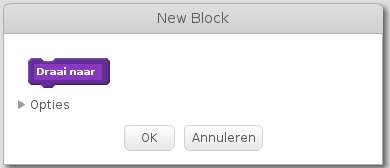 New Block
Draai naar
Opties
OK Annuleren